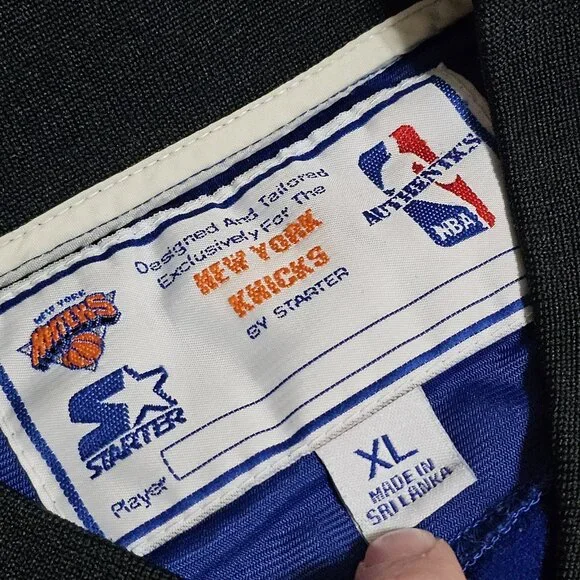 Designed And Tailored
Exclusively For The
NEW YORK
KNICKS
BY STARTER
AUTHENTICS
NBA
NEW YORK
KNICKS
STARTER
Player
XL
MADE IN
SRI LANKA